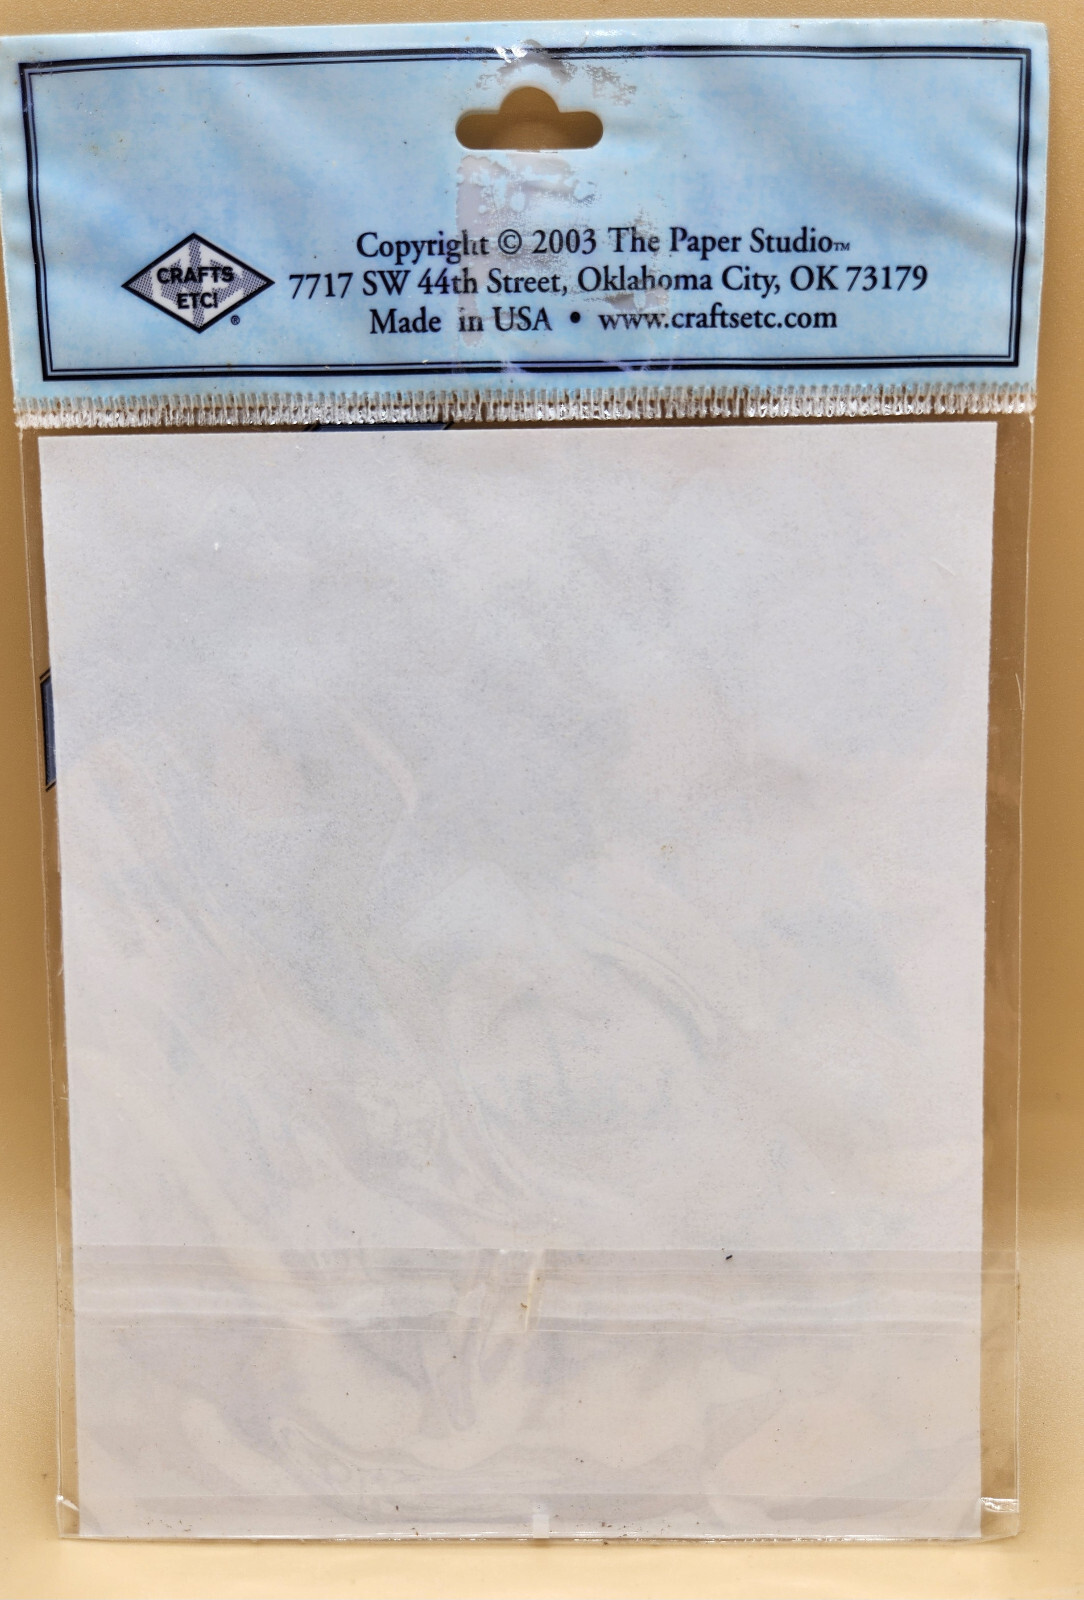 CRAFTS
ETC!
®
Copyright © 2003 The Paper Studio™
7717 SW 44th Street, Oklahoma City, OK 73179
Made in USA • www.craftsetc.com